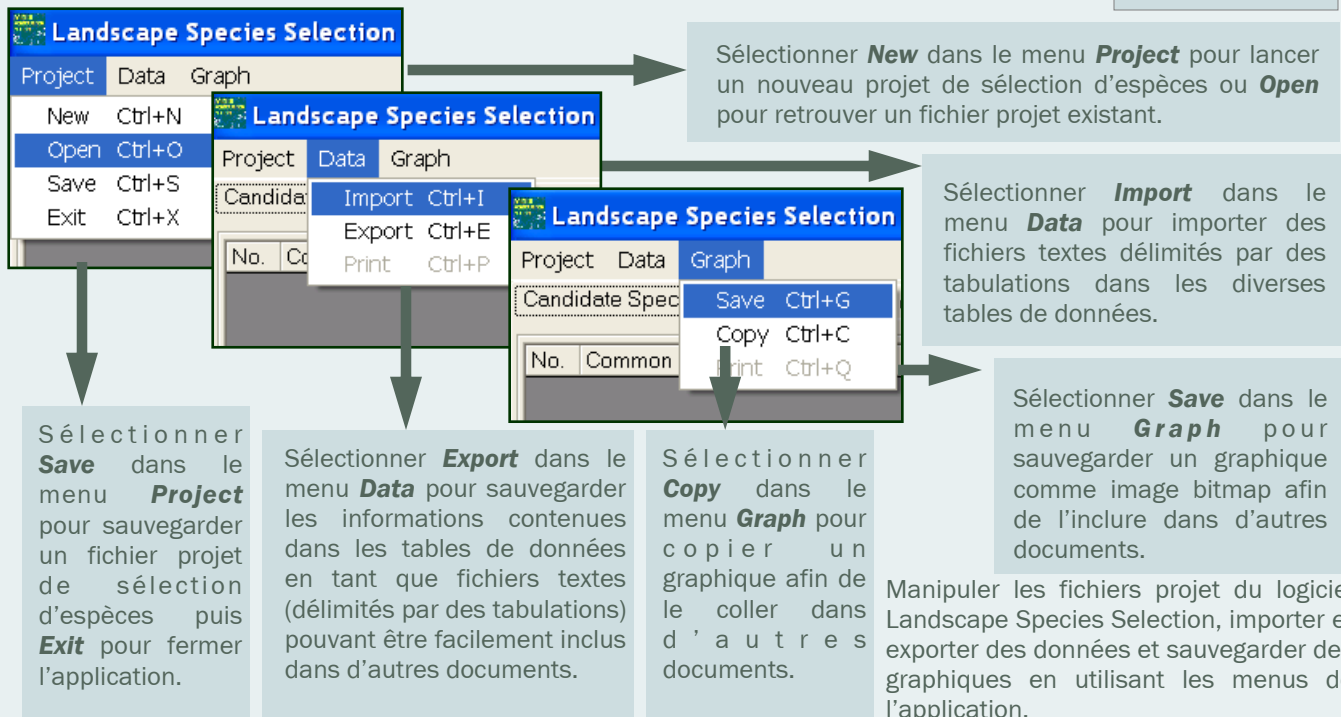 Landscape Species Selection
Project Data Graph
New Ctrl+N
Open Ctrl+O
Save Ctrl+S
Exit Ctrl+X
Landscape Species Selection
Project Data Graph
Import Ctrl+I
Export Ctrl+E
Print Ctrl+P
No.
Landscape Species Selection
Project Data Graph
Candidate
Save Ctrl+G
Copy Ctrl+C
Print Ctrl+Q
No. Common
Sélectionner New dans le menu Project pour lancer
un nouveau projet de sélection d'espèces ou Open
pour retrouver un fichier projet existant.
Sélectionner Import dans le
menu Data pour importer des
fichiers textes délimités par des
tabulations dans les diverses
tables de données.
Sélectionner Save dans le
menu Graph pour
sauvegarder un graphique
comme image bitmap afin
de l'inclure dans d'autres
documents.
Sélectionner
Save dans le
menu Project
pour sauvegarder
un fichier projet
de sélection
d'espèces puis
Exit pour fermer
l'application.
Sélectionner Export dans le
menu Data pour sauvegarder
les informations contenues
dans les tables de données
en tant que fichiers textes
(délimités par des tabulations)
pouvant être facilement inclus
dans d'autres documents.
Sélectionner
Copy dans le
menu Graph pour
copier un
graphique afin de
le coller dans
d'autres
documents.
Manipuler les fichiers projet du
Landscape Species Selection, importer
exporter des données et sauvegarder
graphiques en utilisant les menus
l'application.